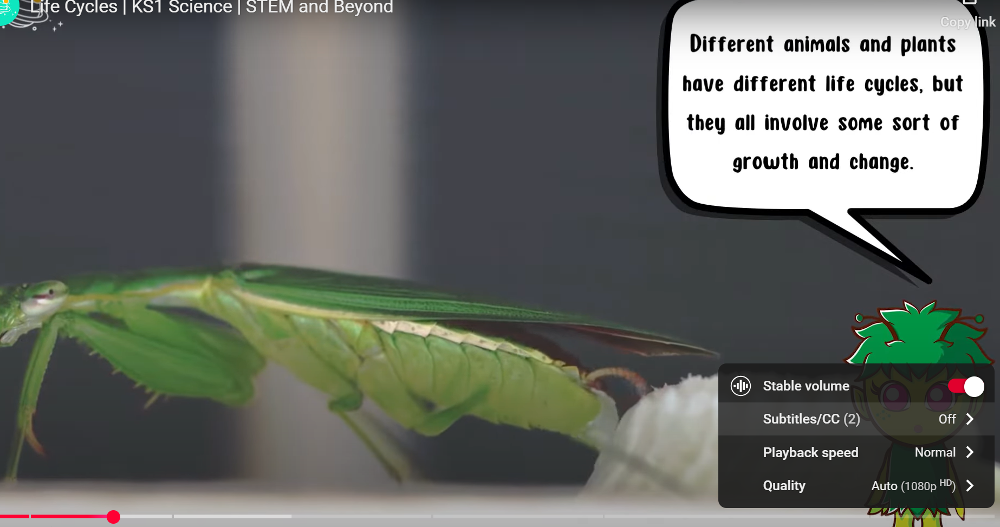 Life Cycles | KS1 Science | STEM and Beyond
Copy link
Different animals and plants
have different life cycles, but
they all involve some sort of
growth and change.
Stable volume
Subtitles/CC (2) Off
Playback speed Normal
Quality Auto (1080p HD)